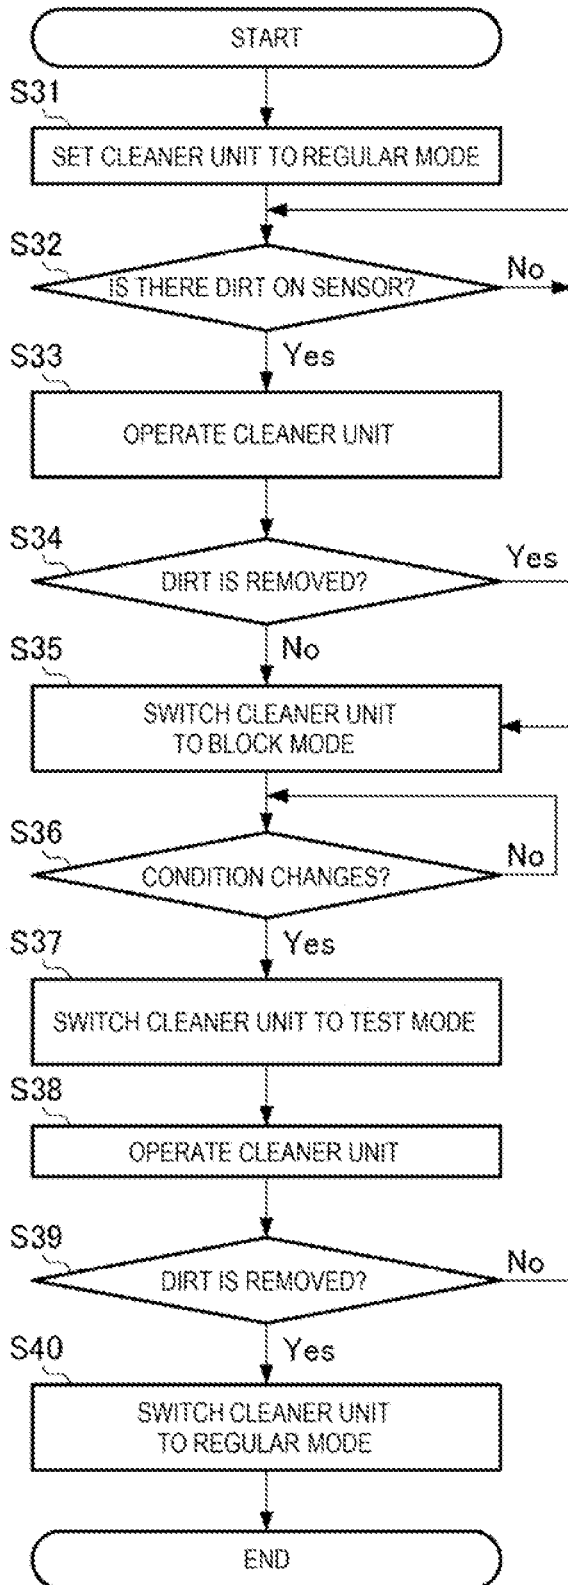 START
S31
SET CLEANER UNIT TO REGULAR MODE
S32
IS THERE DIRT ON SENSOR?
No
Yes
S33
OPERATE CLEANER UNIT
S34
DIRT IS REMOVED?
Yes
No
S35
SWITCH CLEANER UNIT
TO BLOCK MODE
S36
CONDITION CHANGES?
No
Yes
S37
SWITCH CLEANER UNIT TO TEST MODE
S38
OPERATE CLEANER UNIT
S39
DIRT IS REMOVED?
No
Yes
S40
SWITCH CLEANER UNIT
TO REGULAR MODE
END